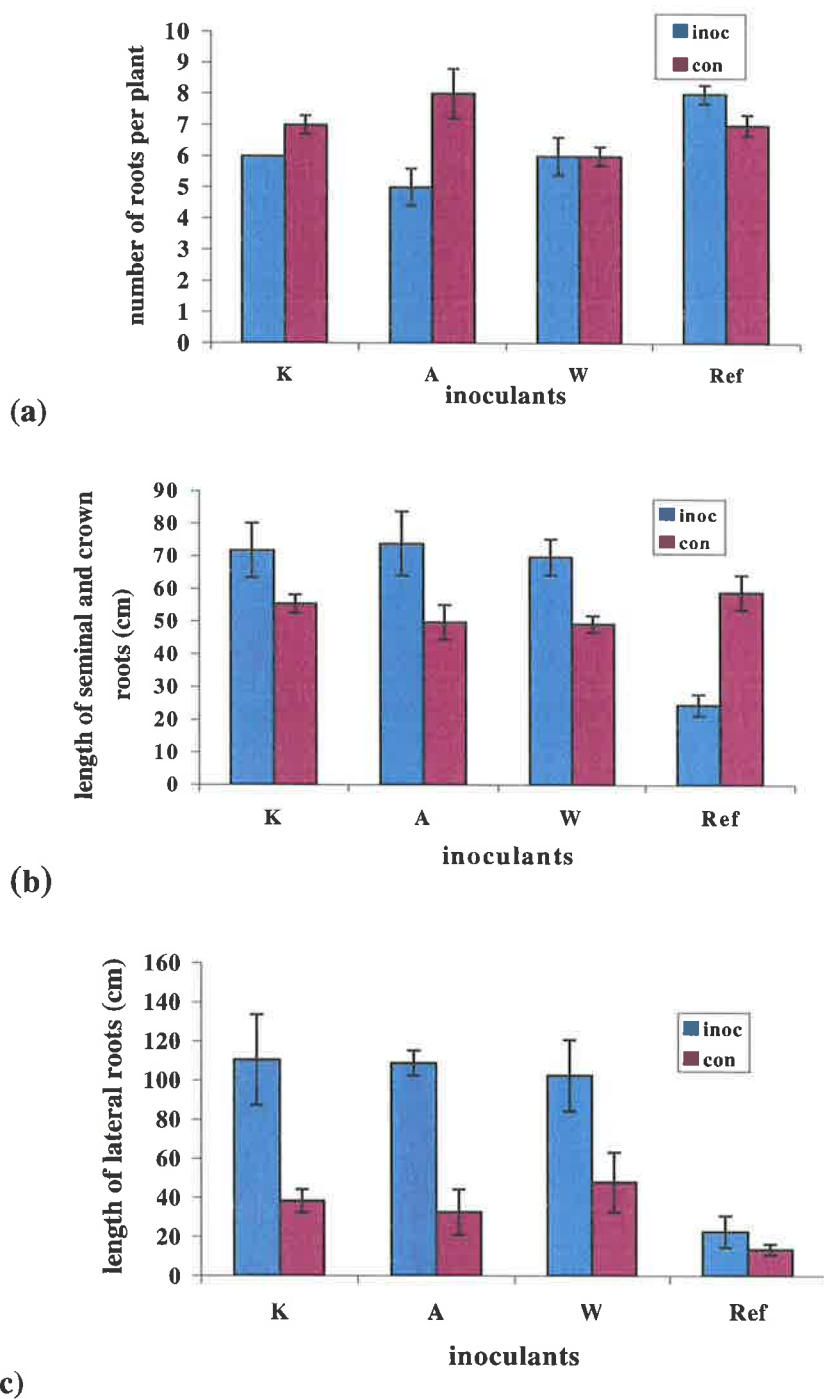 inoc
con
10
9
8
7
6
5
4
3
2
1
0
number of roots per plant
K A W Ref
inoculants
(a)
90
80
70
60
50
40
30
20
10
0
length of seminal and crown
roots (cm)
inoc
con
K A W Ref
inoculants
(b)
160
140
120
100
80
60
40
20
0
length of lateral roots (cm)
inoc
con
K A W Ref
inoculants
c)